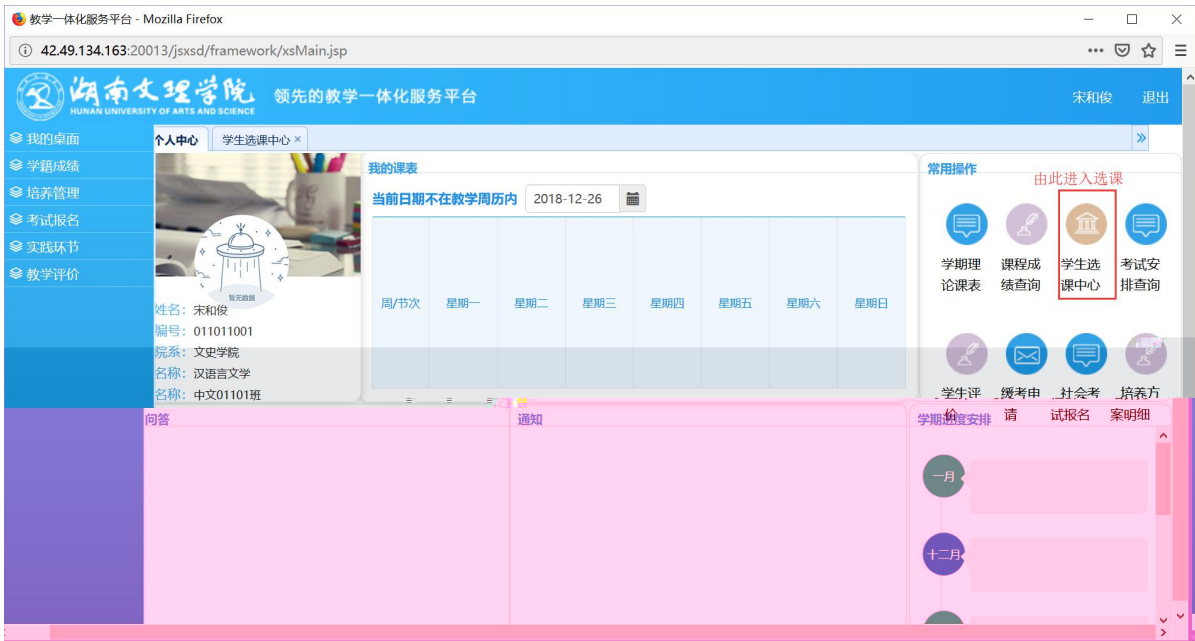 教学一体化服务平台 - Mozilla Firefox
42.49.134.163:20013/jsxsd/framework/xsMain.jsp
湖南文理学院
HUNAN UNIVERSITY OF ARTS AND SCIENCE
领先的教学一体化服务平台
宋和俊 退出
我的桌面
学籍成绩
培养管理
考试报名
实践环节
教学评价
个人中心 学生选课中心 ×
暂无数据
姓名：宋和俊
编号：011011001
院系：文史学院
名称：汉语言文学
名称：中文01101班
我的课表
当前日期不在教学周历内 2018-12-26
周/节次 星期一 星期二 星期三 星期四 星期五 星期六 星期日
常用操作
由此进入选课
学期理论课表
课程成绩查询
学生选课中心
考试安排查询
学生评价
缓考申请
社会考试报名
培养方案明细
问答
通知
学期进度安排
一月
十二月